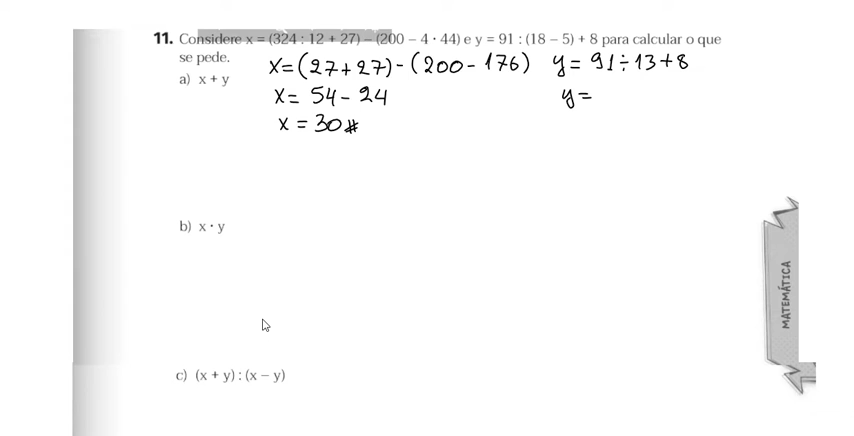 11. Considere x = (324 : 12 + 27) – (200 – 4 · 44) e y = 91 : (18 – 5) + 8 para calcular o que
se pede.
x = (27 + 27) - (200 - 176)
y = 91 ÷ 13 + 8
a) x + y
x = 54 - 24
y =
x = 30 #
b) x · y
MATEMÁTICA
c) (x + y) : (x – y)